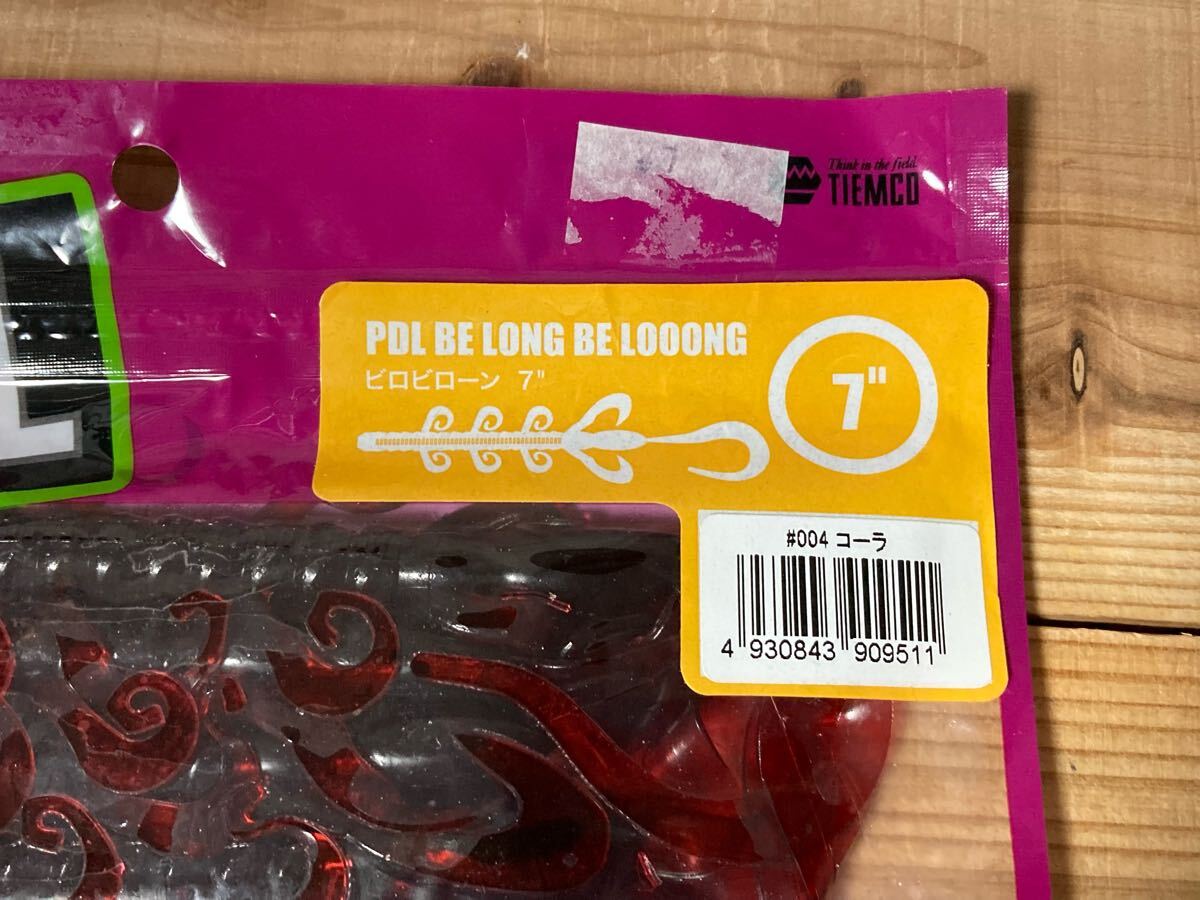 Think in the field.
TIEMCO
PDL BE LONG BE LOOONG
ビロビローン 7"
7"
#004 コーラ
4 930843 909511